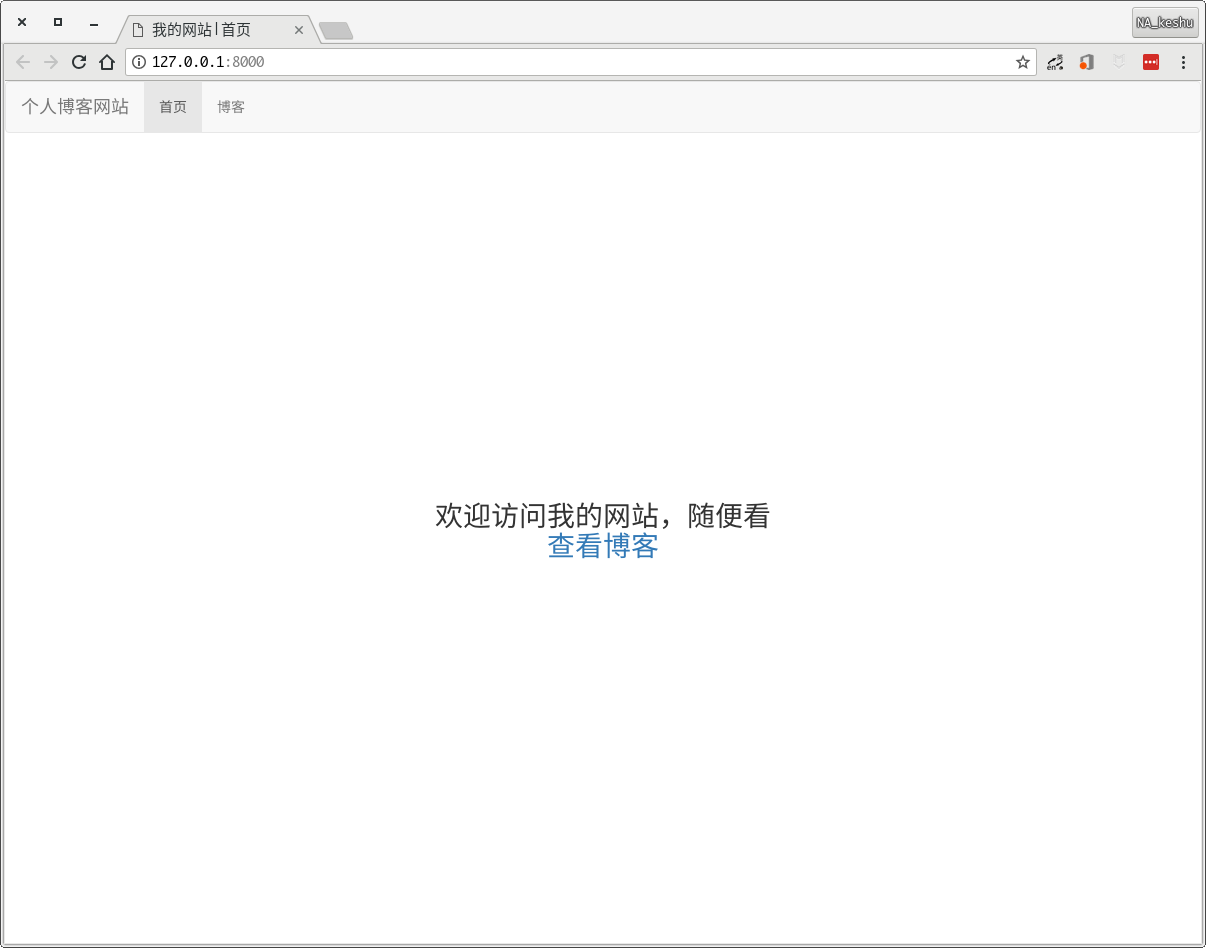 我的网站|首页
NA_keshu
127.0.0.1:8000
个人博客网站 首页 博客
欢迎访问我的网站，随便看
查看博客